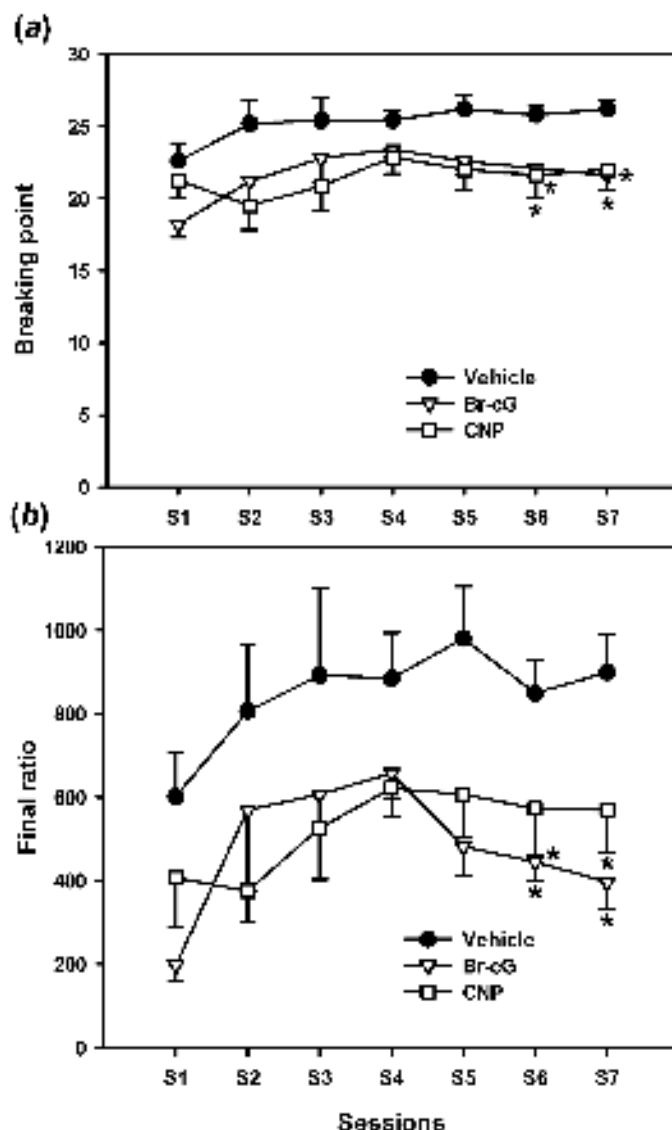 (a)
30
25
20
15
10
5
0
Breaking point
* *
* *
Vehicle
Br-cG
CNP
S1 S2 S3 S4 S5 S6 S7
(b)
1200
1000
800
600
400
200
0
Final ratio
* *
* *
Vehicle
Br-cG
CNP
S1 S2 S3 S4 S5 S6 S7
Sessions